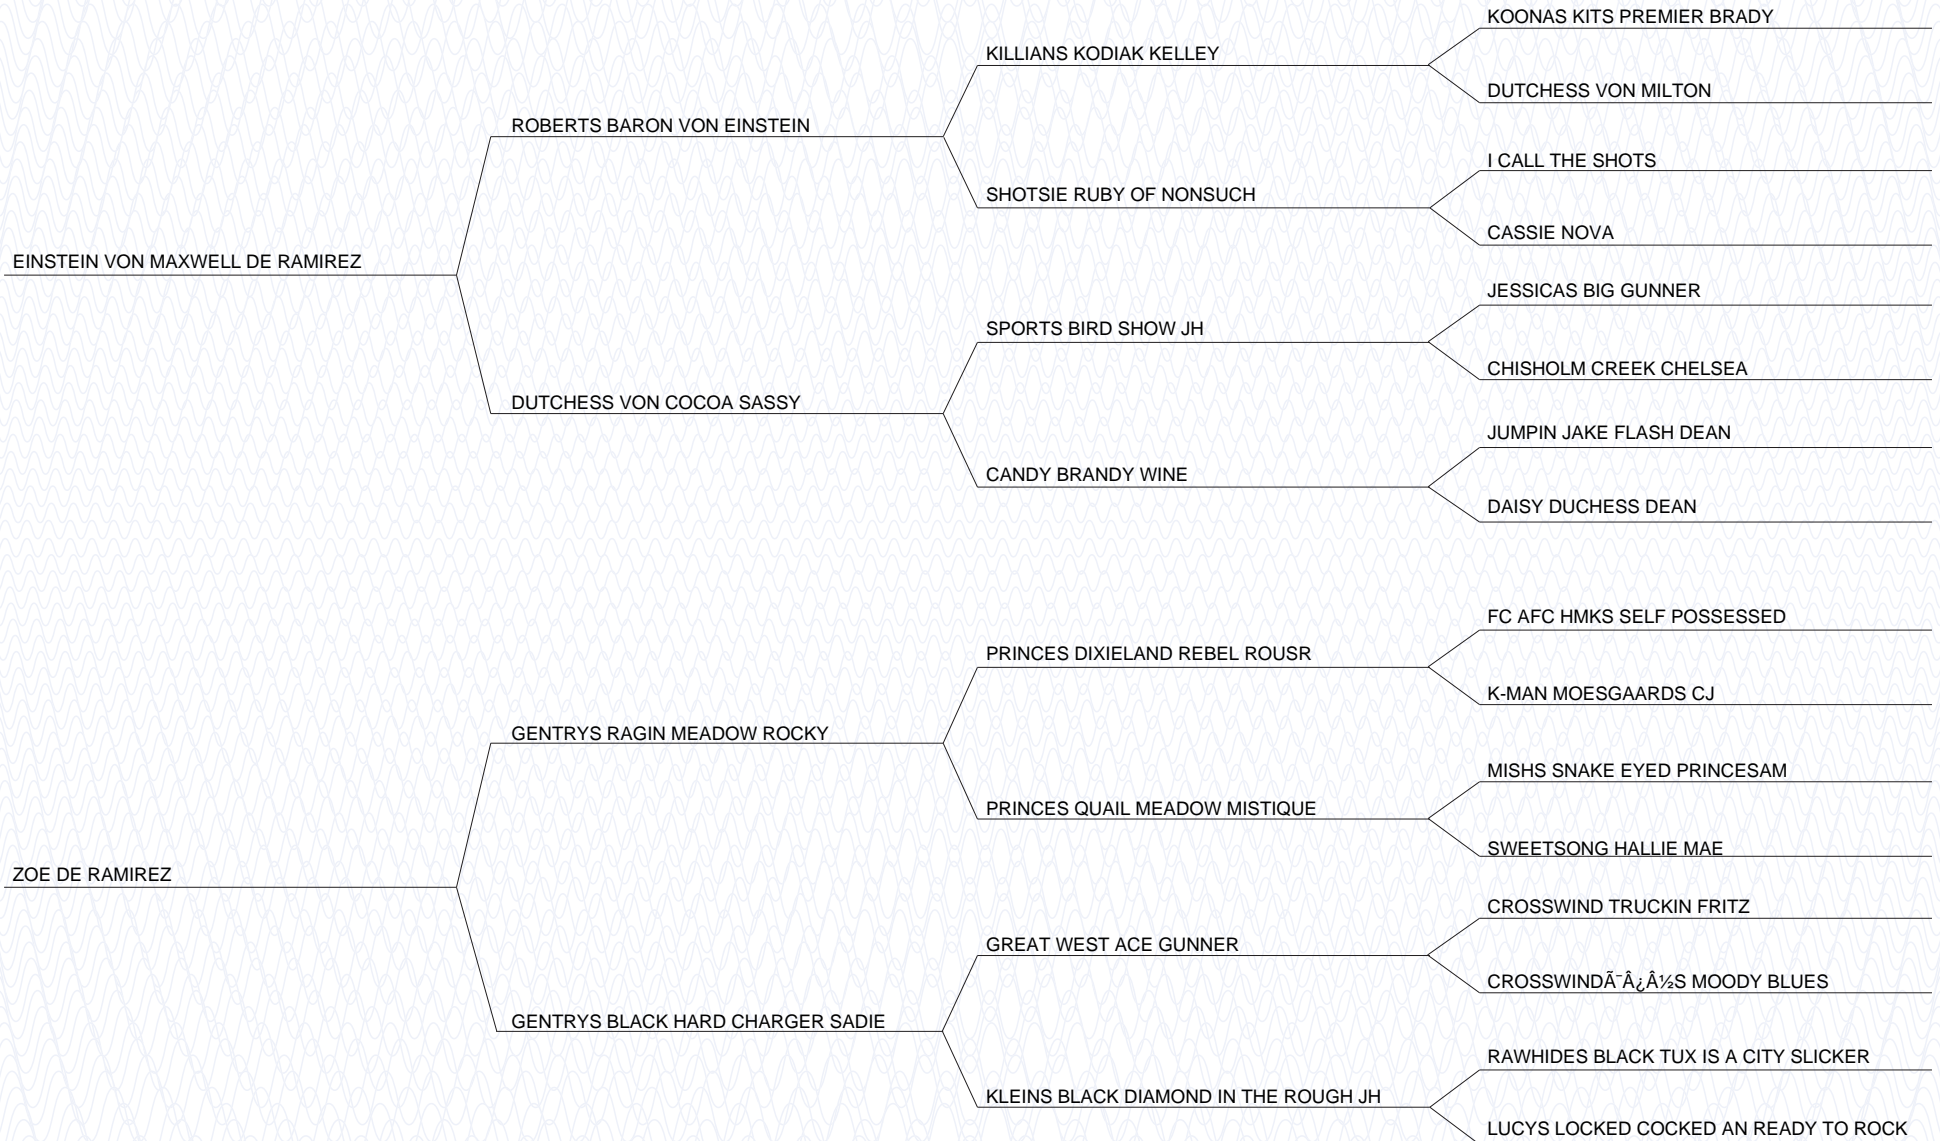 KOONAS KITS PREMIER BRADY
KILLIANS KODIAK KELLEY
DUTCHESS VON MILTON
ROBERTS BARON VON EINSTEIN
I CALL THE SHOTS
SHOTSIE RUBY OF NONSUCH
CASSIE NOVA
EINSTEIN VON MAXWELL DE RAMIREZ
JESSICAS BIG GUNNER
SPORTS BIRD SHOW JH
CHISHOLM CREEK CHELSEA
DUTCHESS VON COCOA SASSY
JUMPIN JAKE FLASH DEAN
CANDY BRANDY WINE
DAISY DUCHESS DEAN
FC AFC HMKS SELF POSSESSED
PRINCES DIXIELAND REBEL ROUSR
K-MAN MOESGAARDS CJ
GENTRYS RAGIN MEADOW ROCKY
MISHS SNAKE EYED PRINCESAM
PRINCES QUAIL MEADOW MISTIQUE
SWEETSONG HALLIE MAE
ZOE DE RAMIREZ
CROSSWIND TRUCKIN FRITZ
GREAT WEST ACE GUNNER
CROSSWINDÃ¯Â¿Â½S MOODY BLUES
GENTRYS BLACK HARD CHARGER SADIE
RAWHIDES BLACK TUX IS A CITY SLICKER
KLEINS BLACK DIAMOND IN THE ROUGH JH
LUCYS LOCKED COCKED AN READY TO ROCK